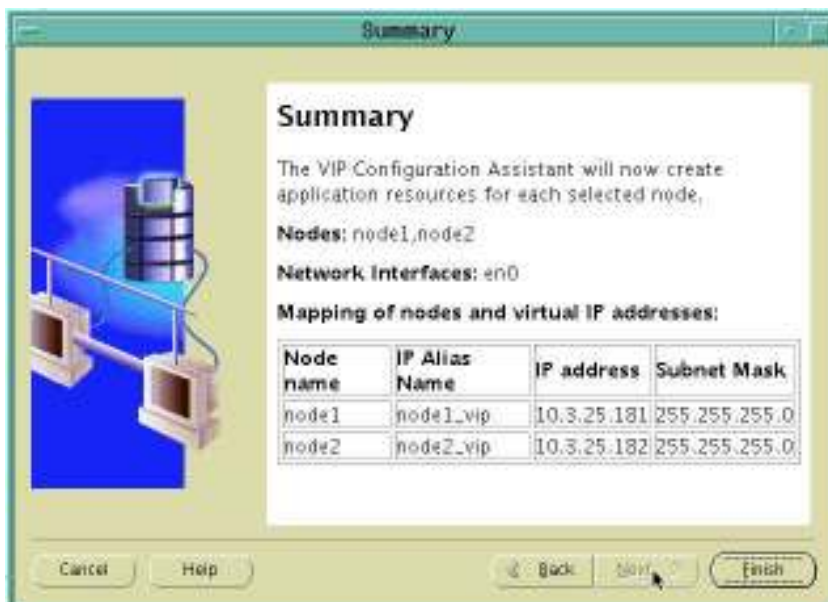 Summary
Summary
The VIP Configuration Assistant will now create
application resources for each selected node.
Nodes: node1,node2
Network Interfaces: en0
Mapping of nodes and virtual IP addresses:
Node name IP Alias Name IP address Subnet Mask
node1 node1_vip 10.3.25.181 255.255.255.0
node2 node2_vip 10.3.25.182 255.255.255.0
Cancel Help Back Next Finish